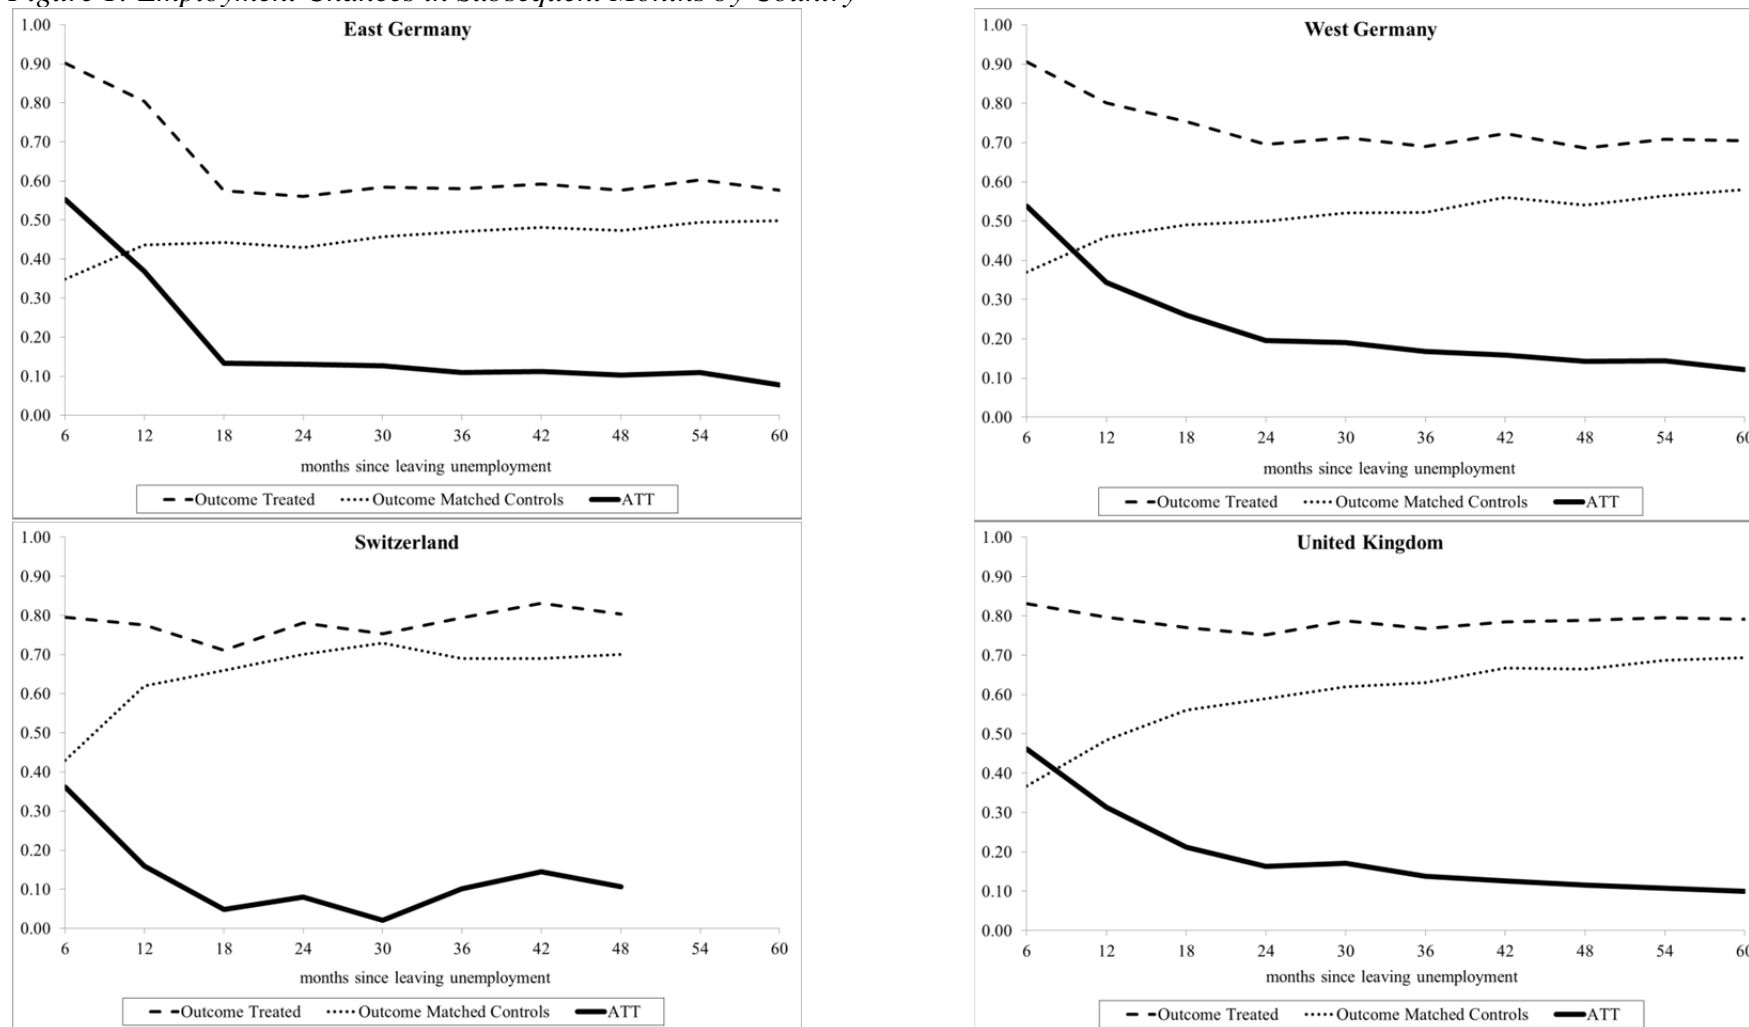 Figure 1: Employment Chances in Subsequent Months by Country
East Germany
1.00
0.90
0.80
0.70
0.60
0.50
0.40
0.30
0.20
0.10
0.00
6 12 18 24 30 36 42 48 54 60
months since leaving unemployment
Outcome Treated Outcome Matched Controls ATT
West Germany
1.00
0.90
0.80
0.70
0.60
0.50
0.40
0.30
0.20
0.10
0.00
6 12 18 24 30 36 42 48 54 60
months since leaving unemployment
Outcome Treated Outcome Matched Controls ATT
Switzerland
1.00
0.90
0.80
0.70
0.60
0.50
0.40
0.30
0.20
0.10
0.00
6 12 18 24 30 36 42 48 54 60
months since leaving unemployment
Outcome Treated Outcome Matched Controls ATT
United Kingdom
1.00
0.90
0.80
0.70
0.60
0.50
0.40
0.30
0.20
0.10
0.00
6 12 18 24 30 36 42 48 54 60
months since leaving unemployment
Outcome Treated Outcome Matched Controls ATT